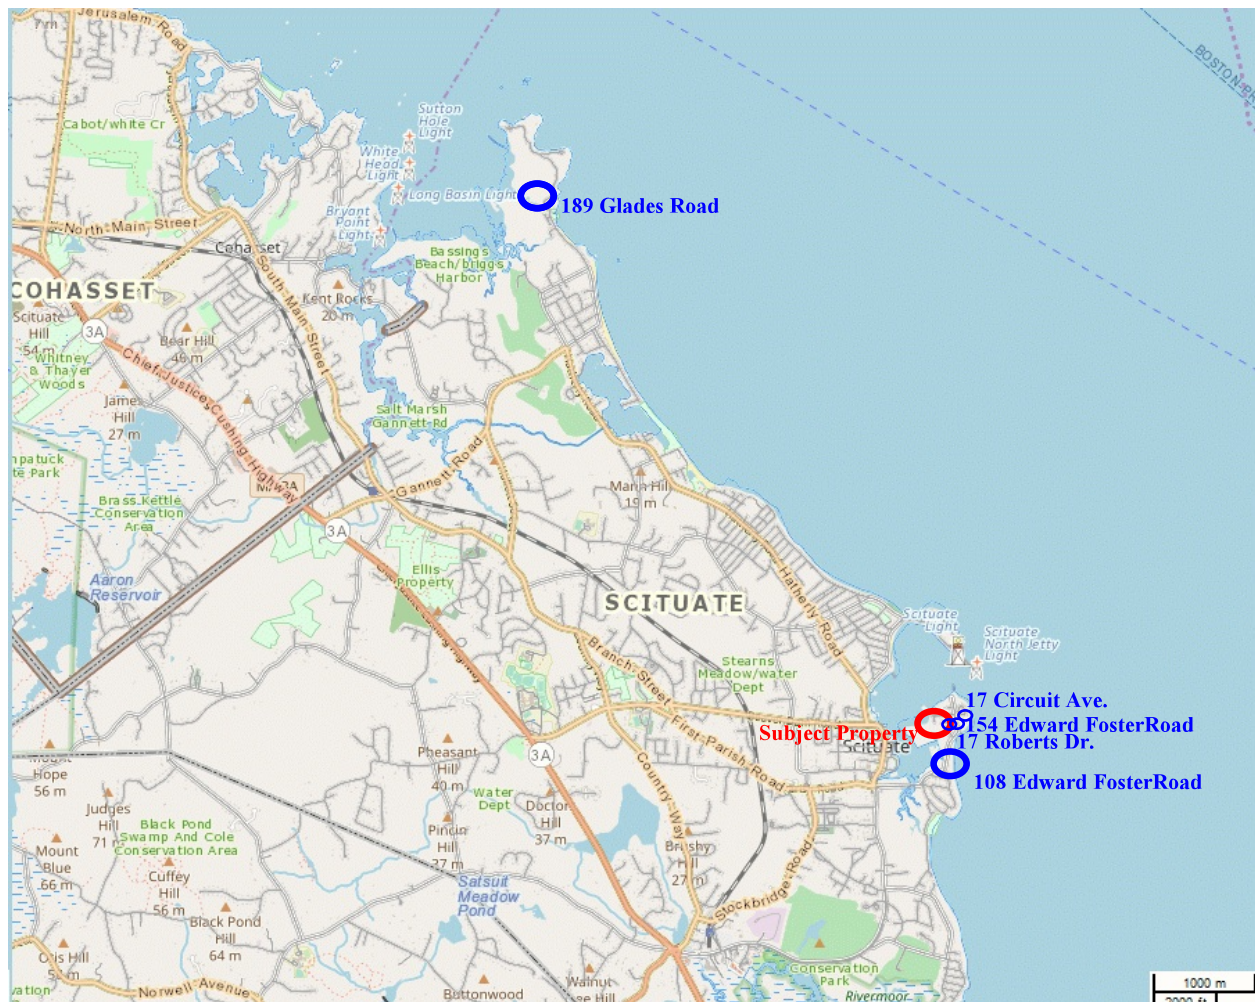 Jerusalem Road
7 m
Cabot/white Cr
Sutton
Hole
Light
White
Head
Light
Long Basin Light
Bryant
Point
Light
189 Glades Road
BOSTON
North Main Street
Cohasset
South Main Street
Bassings
Beach/briggs
Harbor
COHASSET
Kent Rocks
20 m
Scituate
Hill
54 m
3A
Bear Hill
46 m
Whitney
& Thayer
Woods
Chief Justice Cushing Highway
James
Hill
27 m
Salt Marsh
Gannett Rd
Gannett Road
Mann Hill
19 m
Brass Kettle
Conservation
Area
3A
Ellis
Property
Aaron
Reservoir
SCITUATE
Hatherly Road
Scituate
Light
Scituate
North Jetty
Light
Branch Street
Stearns
Meadow/water
Dept
First Parish Road
17 Circuit Ave.
154 Edward FosterRoad
Subject Property
Scituate
17 Roberts Dr.
108 Edward FosterRoad
3A
Country Way
Pheasant
Hill
40 m
Hope
56 m
Water
Dept
Doctor
Hill
37 m
Judges
Hill
71 m
Black Pond
Swamp And Cole
Conservation Area
Pincin
Hill
37 m
Brushy
Hill
27 m
Mount
Blue
66 m
Cuffey
Hill
56 m
Satsuit
Meadow
Pond
Stockbridge Road
Black Pond
Hill
64 m
Otis Hill
Norwell Avenue
Buttonwood
Walnut
Conservation
Park
Rivermoor
1000 m
2000 ft